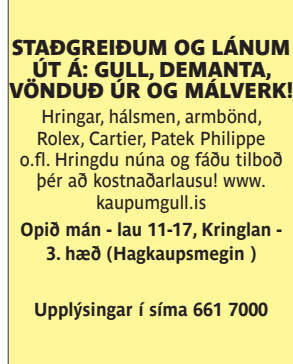 STAÐGREIÐUM OG LÁNUM
ÚT Á: GULL, DEMANTA,
VÖNDUÐ ÚR OG MÁLVERK!
Hringar, hálsmen, armbönd,
Rolex, Cartier, Patek Philippe
o.fl. Hringdu núna og fáðu tilboð
þér að kostnaðarlausu! www.
kaupumgull.is
Opið mán - lau 11-17, Kringlan -
3. hæð (Hagkaupsmegin )
Upplýsingar í síma 661 7000